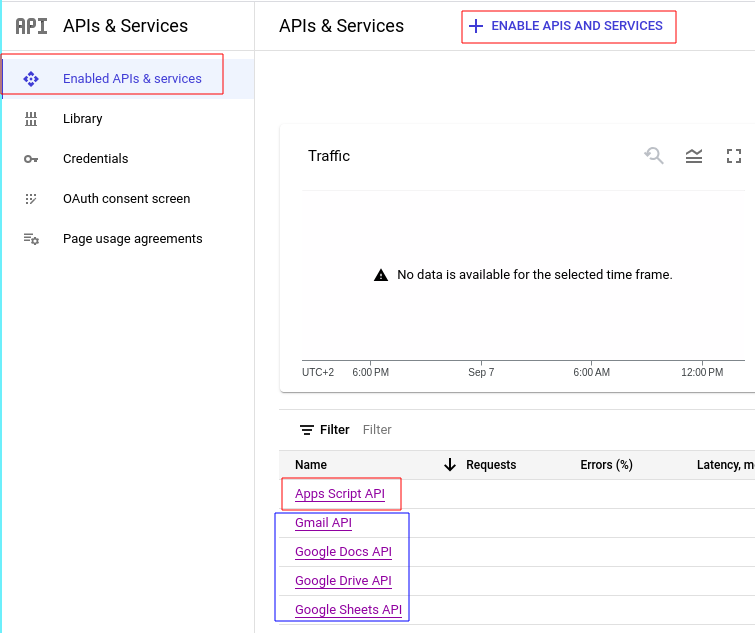 API APIs & Services
Enabled APIs & services
Library
Credentials
OAuth consent screen
Page usage agreements
APIs & Services
ENABLE APIS AND SERVICES
Traffic
No data is available for the selected time frame.
UTC+2 6:00 PM Sep 7 6:00 AM 12:00 PM
Filter Filter
Name Requests Errors (%) Latency, m
Apps Script API
Gmail API
Google Docs API
Google Drive API
Google Sheets API